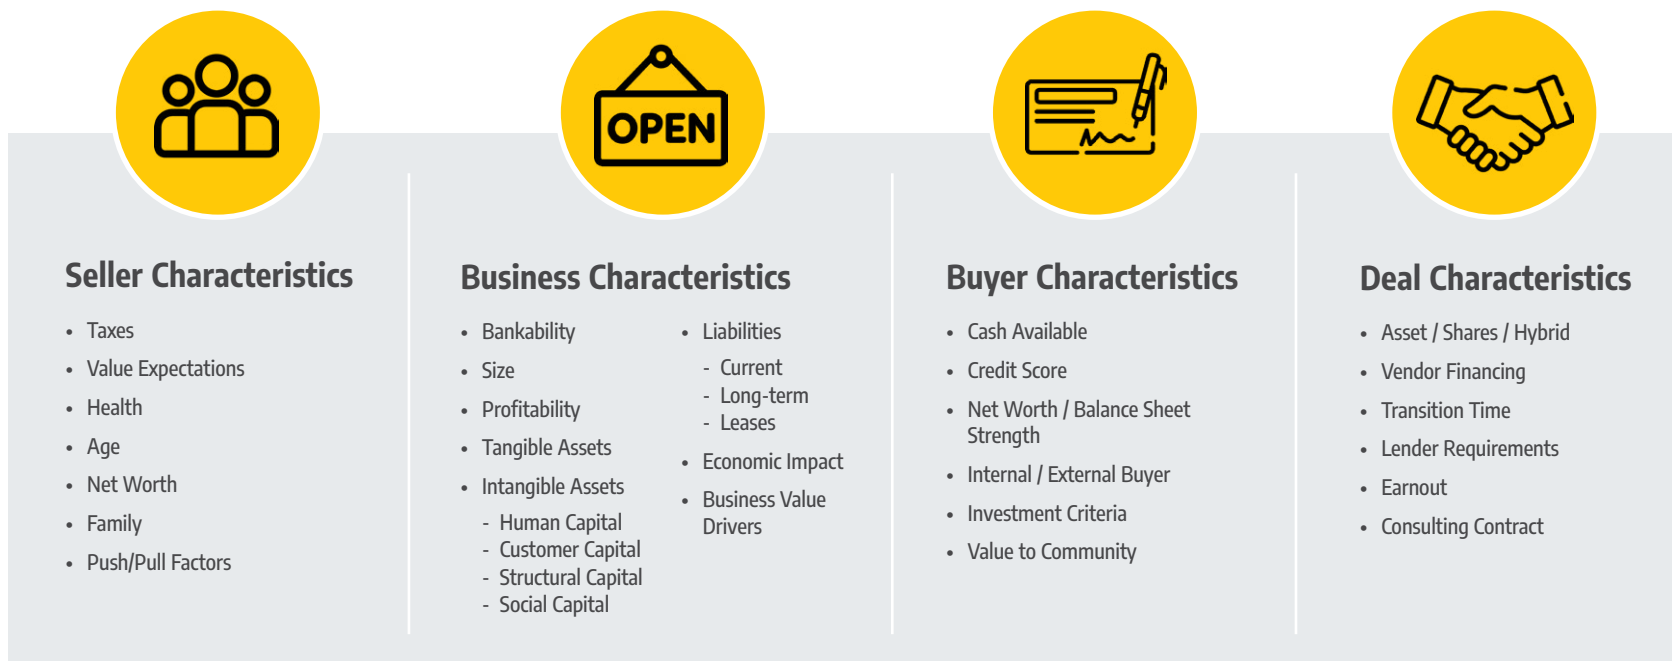 OPEN
Seller Characteristics
• Taxes
• Value Expectations
• Health
• Age
• Net Worth
• Family
• Push/Pull Factors
Business Characteristics
• Bankability
• Size
• Profitability
• Tangible Assets
• Intangible Assets
- Human Capital
- Customer Capital
- Structural Capital
- Social Capital
• Liabilities
- Current
- Long-term
- Leases
• Economic Impact
• Business Value
Drivers
Buyer Characteristics
• Cash Available
• Credit Score
• Net Worth / Balance Sheet
Strength
• Internal / External Buyer
• Investment Criteria
• Value to Community
Deal Characteristics
• Asset / Shares / Hybrid
• Vendor Financing
• Transition Time
• Lender Requirements
• Earnout
• Consulting Contract